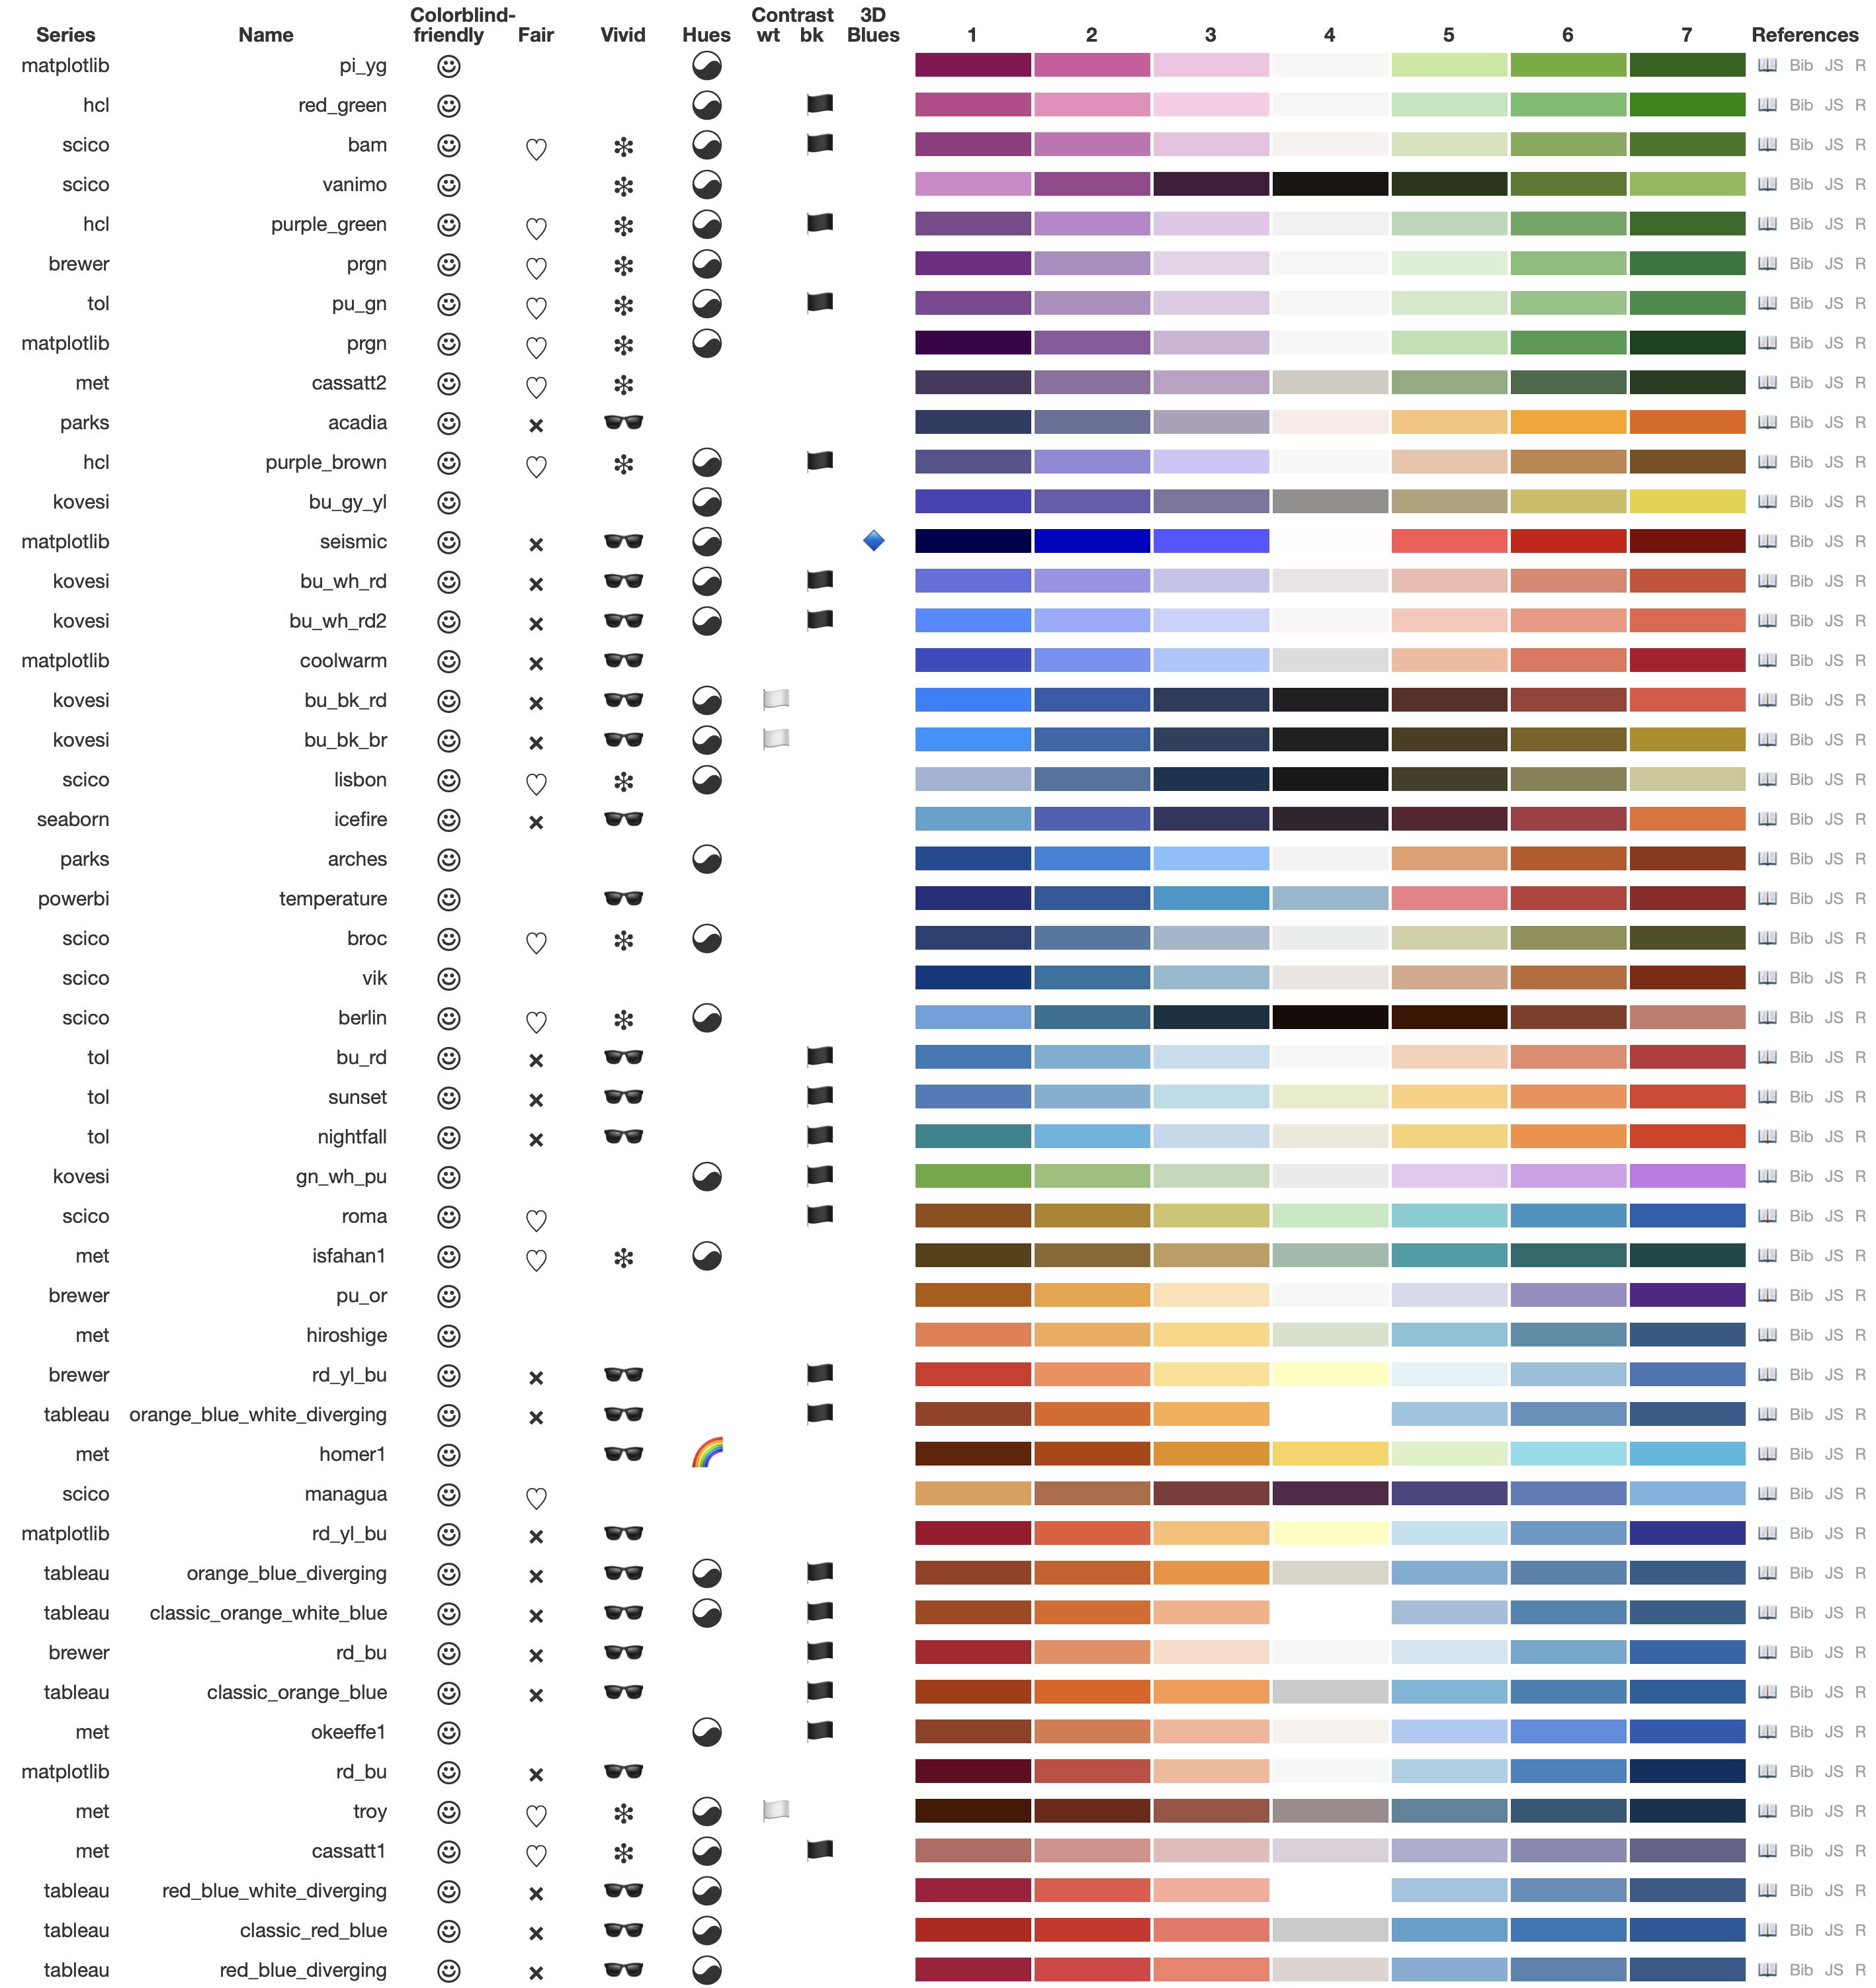 Colorblind- Contrast 3D
Series Name friendly Fair Vivid Hues wt bk Blues 1 2 3 4 5 6 7 References
matplotlib pi_yg Bib JS R
hcl red_green Bib JS R
scico bam Bib JS R
scico vanimo Bib JS R
hcl purple_green Bib JS R
brewer prgn Bib JS R
tol pu_gn Bib JS R
matplotlib prgn Bib JS R
met cassatt2 Bib JS R
parks acadia Bib JS R
hcl purple_brown Bib JS R
kovesi bu_gy_yl Bib JS R
matplotlib seismic Bib JS R
kovesi bu_wh_rd Bib JS R
kovesi bu_wh_rd2 Bib JS R
matplotlib coolwarm Bib JS R
kovesi bu_bk_rd Bib JS R
kovesi bu_bk_br Bib JS R
scico lisbon Bib JS R
seaborn icefire Bib JS R
parks arches Bib JS R
powerbi temperature Bib JS R
scico broc Bib JS R
scico vik Bib JS R
scico berlin Bib JS R
tol bu_rd Bib JS R
tol sunset Bib JS R
tol nightfall Bib JS R
kovesi gn_wh_pu Bib JS R
scico roma Bib JS R
met isfahan1 Bib JS R
brewer pu_or Bib JS R
met hiroshige Bib JS R
brewer rd_yl_bu Bib JS R
tableau orange_blue_white_diverging Bib JS R
met homer1 Bib JS R
scico managua Bib JS R
matplotlib rd_yl_bu Bib JS R
tableau orange_blue_diverging Bib JS R
tableau classic_orange_white_blue Bib JS R
brewer rd_bu Bib JS R
tableau classic_orange_blue Bib JS R
met okeeffe1 Bib JS R
matplotlib rd_bu Bib JS R
met troy Bib JS R
met cassatt1 Bib JS R
tableau red_blue_white_diverging Bib JS R
tableau classic_red_blue Bib JS R
tableau red_blue_diverging Bib JS R